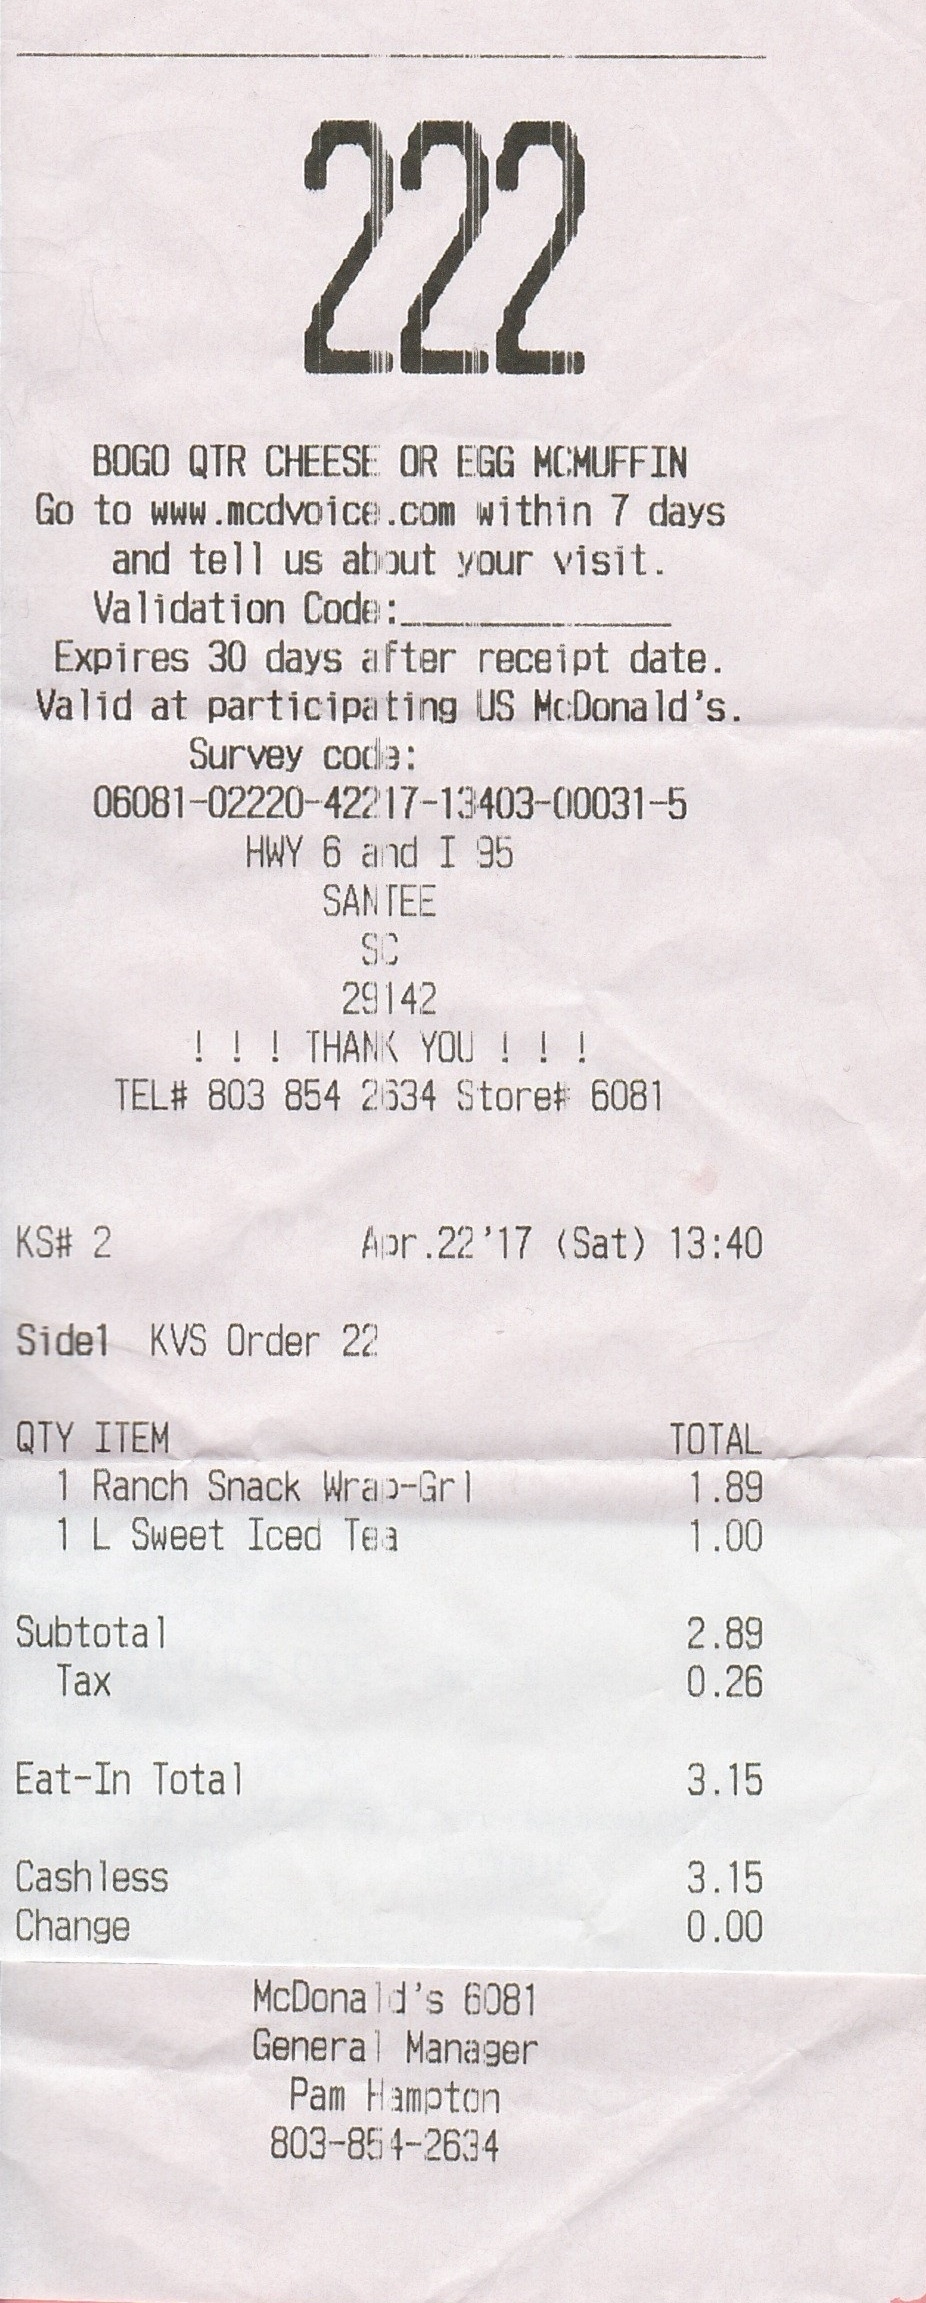 222
BOGO QTR CHEESE OR EGG MCMUFFIN
Go to www.mcdvoice.com within 7 days
and tell us about your visit.
Validation Code:______________
Expires 30 days after receipt date.
Valid at participating US McDonald's.
Survey code:
06081-02220-42217-13403-00031-5
HWY 6 and I 95
SANTEE
SC
29142
! ! ! THANK YOU ! ! !
TEL# 803 854 2634 Store# 6081
KS# 2 Apr.22'17 (Sat) 13:40
Side1 KVS Order 22
QTY ITEM TOTAL
1 Ranch Snack Wrap-Grl 1.89
1 L Sweet Iced Tea 1.00
Subtotal 2.89
Tax 0.26
Eat-In Total 3.15
Cashless 3.15
Change 0.00
McDonald's 6081
General Manager
Pam Hampton
803-854-2634